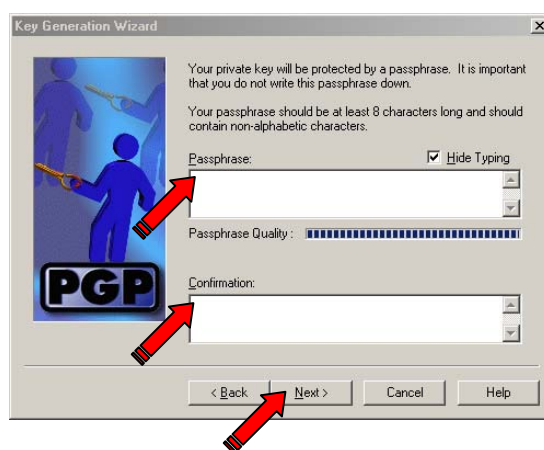 Key Generation Wizard
Your private key will be protected by a passphrase. It is important
that you do not write this passphrase down.
Your passphrase should be at least 8 characters long and should
contain non-alphabetic characters.
Passphrase:
Hide Typing
Passphrase Quality :
PGP
Confirmation:
< Back
Next >
Cancel
Help